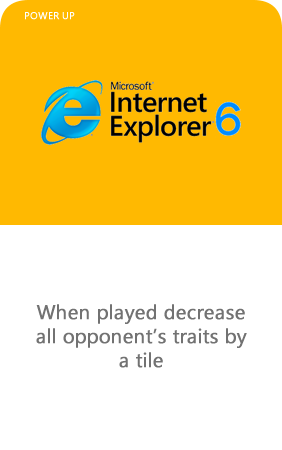 POWER UP
Microsoft®
Internet
Explorer 6
When played decrease
all opponent's traits by
a tile